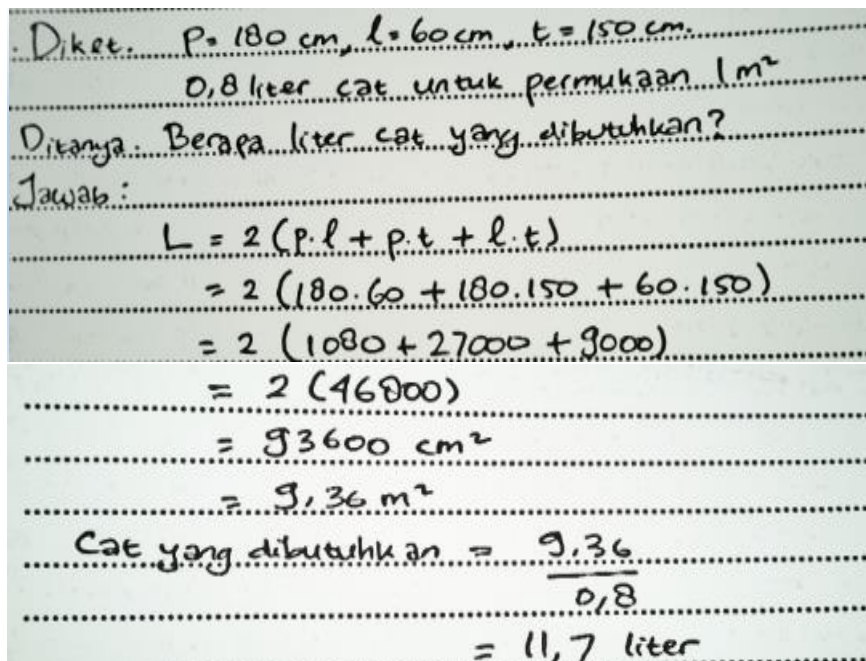 . Diket. P = 180 cm, l = 60 cm, t = 150 cm.
0,8 liter cat untuk permukaan 1 m²
Ditanya. Berapa liter cat yang dibutuhkan?
Jawab :
L = 2 (p.l + p.t + l.t)
= 2 (180.60 + 180.150 + 60.150)
= 2 (1080 + 27000 + 9000)
= 2 (46800)
= 93600 cm²
= 9,36 m²
Cat yang dibutuhkan = 9,36 / 0,8
= 11,7 liter